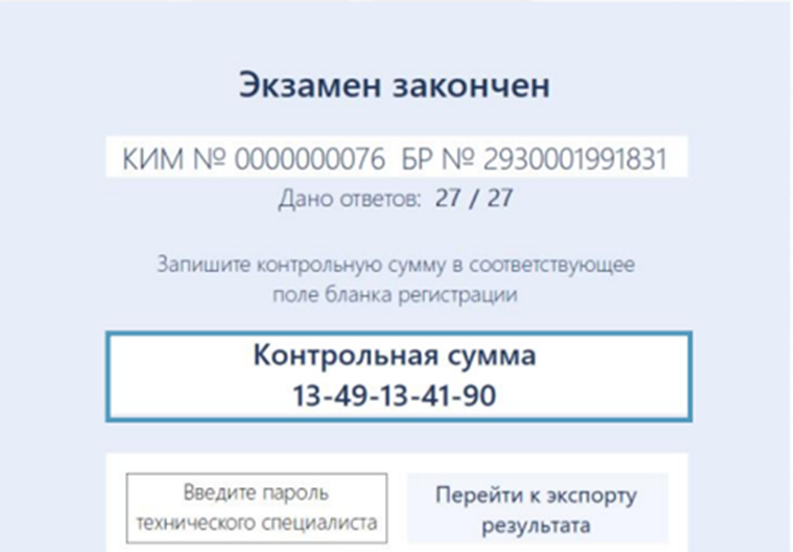 Экзамен закончен
КИМ № 0000000076 БР № 2930001991831
Дано ответов: 27 / 27
Запишите контрольную сумму в соответствующее
поле бланка регистрации
Контрольная сумма
13-49-13-41-90
Введите пароль
технического специалиста
Перейти к экспорту
результата